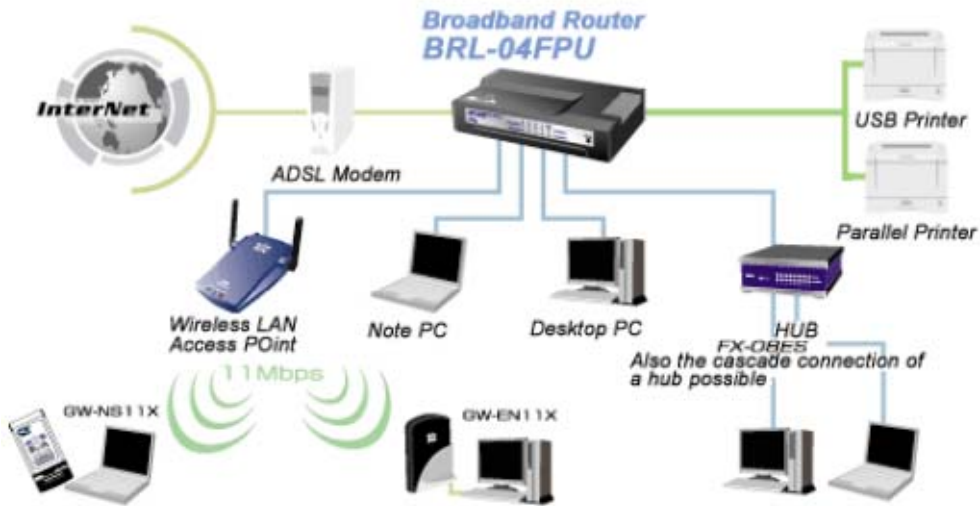 Broadband Router
BRL-04FPU
InterNet
ADSL Modem
USB Printer
Parallel Printer
Wireless LAN
Access POint
Note PC
Desktop PC
HUB
FX-08ES
Also the cascade connection of
a hub possible
11Mbps
GW-NS11X
GW-EN11X